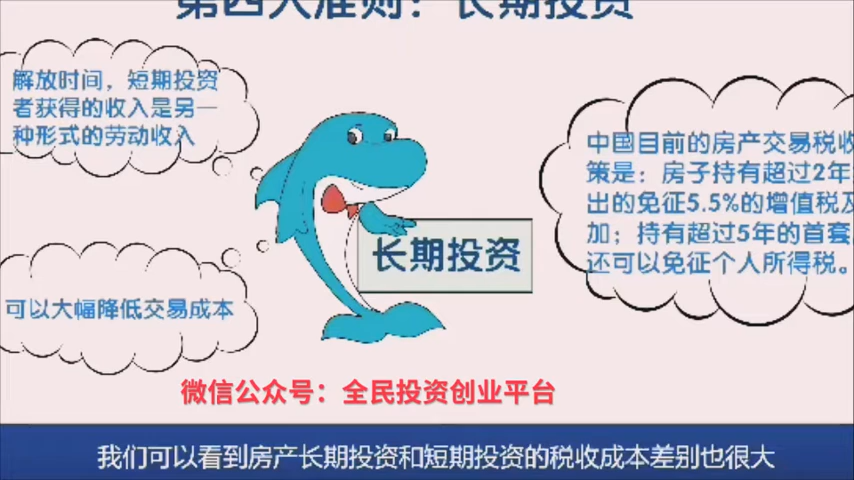 第四大准则：长期投资
解放时间，短期投资
者获得的收入是另一
种形式的劳动收入
可以大幅降低交易成本
长期投资
中国目前的房产交易税收
策是：房子持有超过2年
出的免征5.5%的增值税及
加；持有超过5年的首套
还可以免征个人所得税。
微信公众号：全民投资创业平台
我们可以看到房产长期投资和短期投资的税收成本差别也很大